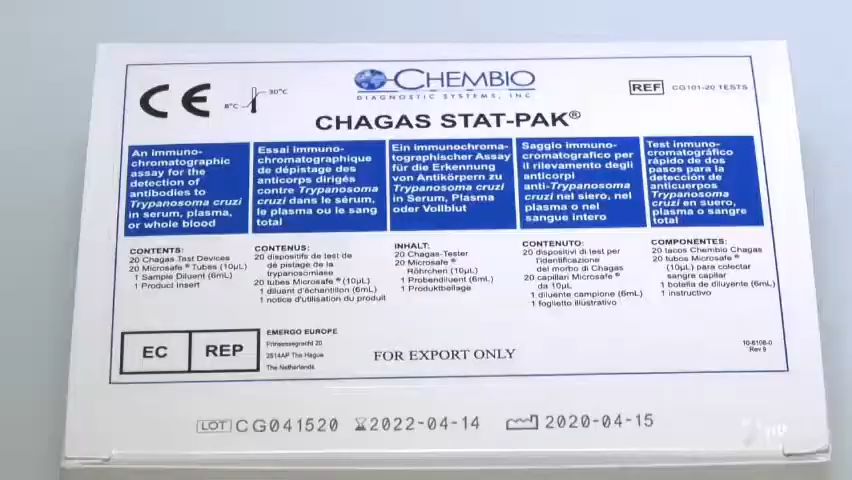 CE
8°C
30°C
CHEMBIO
DIAGNOSTIC SYSTEMS, INC.
REF CG101-20 TESTS
CHAGAS STAT-PAK®
An immuno-
chromatographic
assay for the
detection of
antibodies to
Trypanosoma cruzi
in serum, plasma,
or whole blood
Essai immuno-
chromatographique
de dépistage des
anticorps dirigés
contre Trypanosoma
cruzi dans le sérum,
le plasma ou le sang
total
Ein immunochroma-
tographischer Assay
für die Erkennung
von Antikörpern zu
Trypanosoma cruzi
in Serum, Plasma
oder Vollblut
Saggio immuno-
cromatografico per
il rilevamento degli
anticorpi
anti-Trypanosoma
cruzi nel siero, nel
plasma o nel
sangue intero
Test inmuno-
cromatográfico
rápido de dos
pasos para la
detección de
anticuerpos
Trypanosoma
cruzi en suero,
plasma o sangre
total
CONTENTS:
20 Chagas Test Devices
20 Microsafe® Tubes (10µL)
1 Sample Diluent (6mL)
1 Product Insert
CONTENUS:
20 dispositifs de test de
dé pistage de la
trypanosomiase
20 tubes Microsafe® (10µL)
1 diluant d'échantillon (6mL)
1 notice d'utilisation du produit
INHALT:
20 Chagas-Tester
20 Microsafe®
Röhrchen (10µL)
1 Probendiluent (6mL)
1 Produktbeilage
CONTENUTO:
20 dispositivi di test per
l'identificazione
del morbo di Chagas
20 capillari Microsafe®
da 10µL
1 diluente campione (6mL)
1 foglietto illustrativo
COMPONENTES:
20 tacos Chembio Chagas
20 tubos Microsafe®
(10µL) para colectar
sangre capilar
1 botella de diluyente (6mL)
1 instructivo
EC REP
EMERGO EUROPE
Prinsessegracht 20
2514AP The Hague
The Netherlands
FOR EXPORT ONLY
10-6106-0
Rev 5
LOT CG041520 2022-04-14 2020-04-15